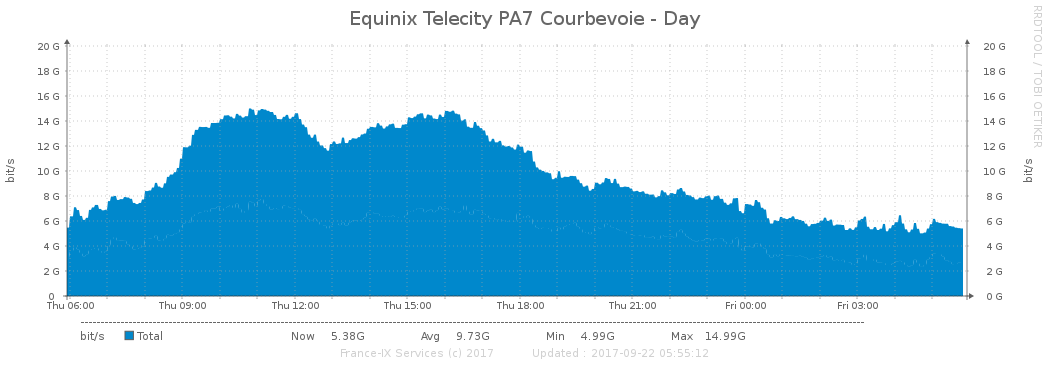 Equinix Telecity PA7 Courbevoie - Day
RRDTOOL / TOBI OETIKER
bit/s
20 G 20 G
18 G 18 G
16 G 16 G
14 G 14 G
12 G 12 G
10 G 10 G
8 G 8 G
6 G 6 G
4 G 4 G
2 G 2 G
0 0 G
bit/s
Thu 06:00 Thu 09:00 Thu 12:00 Thu 15:00 Thu 18:00 Thu 21:00 Fri 00:00 Fri 03:00
bit/s Total Now 5.38G Avg 9.73G Min 4.99G Max 14.99G
France-IX Services (c) 2017 Updated : 2017-09-22 05:55:12